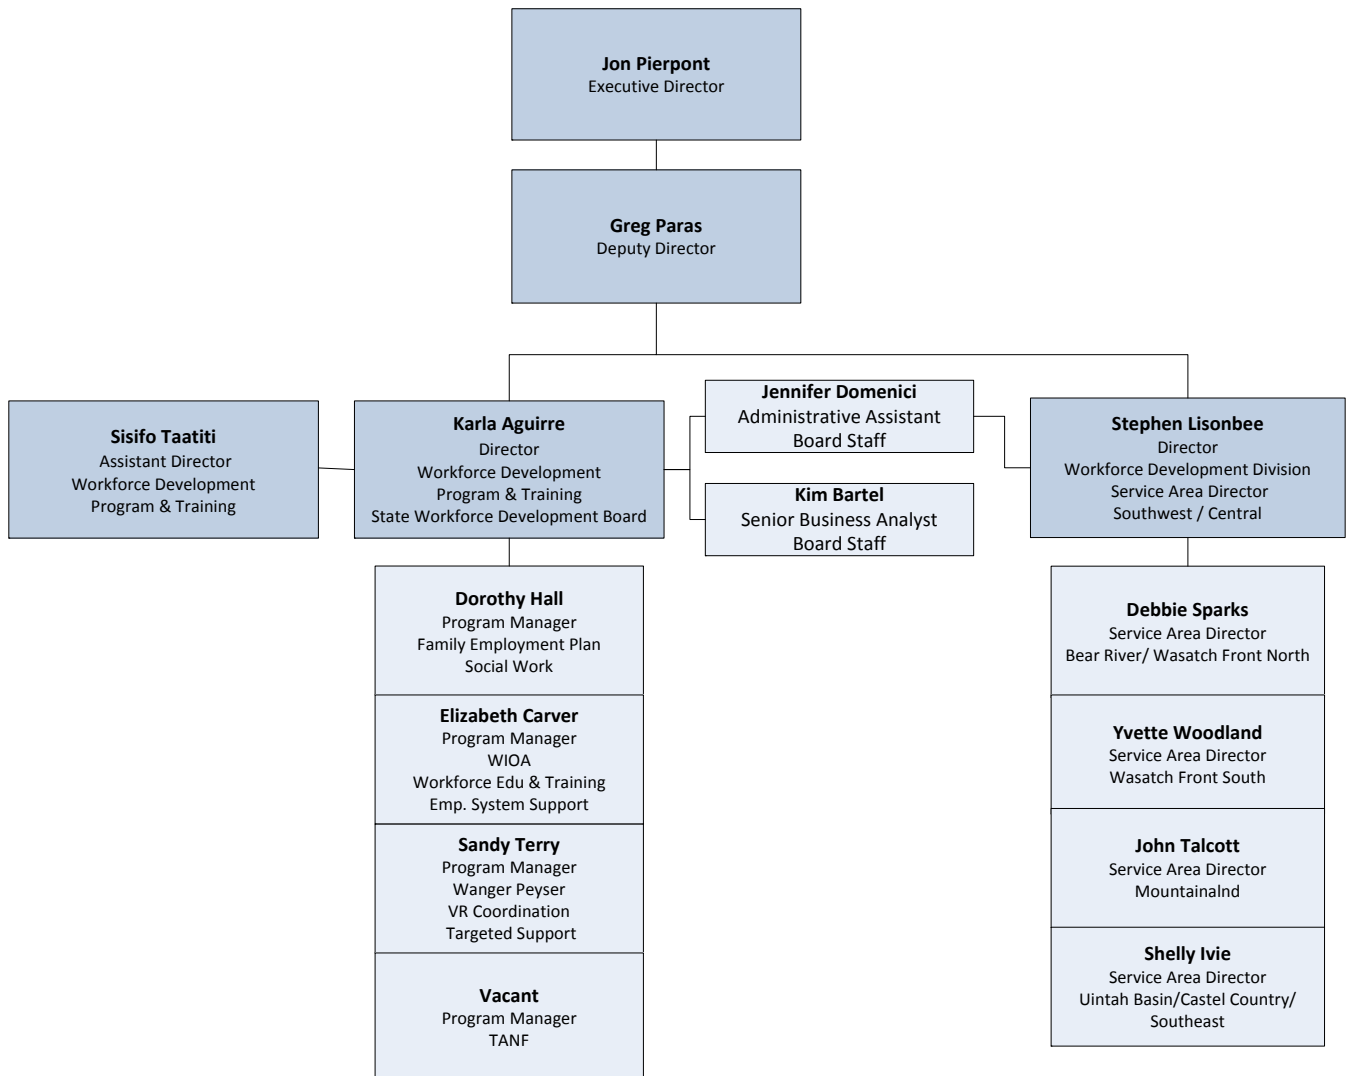 Jon Pierpont
Executive Director
Greg Paras
Deputy Director
Sisifo Taatiti
Assistant Director
Workforce Development
Program & Training
Karla Aguirre
Director
Workforce Development
Program & Training
State Workforce Development Board
Jennifer Domenici
Administrative Assistant
Board Staff
Kim Bartel
Senior Business Analyst
Board Staff
Stephen Lisonbee
Director
Workforce Development Division
Service Area Director
Southwest / Central
Dorothy Hall
Program Manager
Family Employment Plan
Social Work
Elizabeth Carver
Program Manager
WIOA
Workforce Edu & Training
Emp. System Support
Sandy Terry
Program Manager
Wanger Peyser
VR Coordination
Targeted Support
Vacant
Program Manager
TANF
Debbie Sparks
Service Area Director
Bear River/ Wasatch Front North
Yvette Woodland
Service Area Director
Wasatch Front South
John Talcott
Service Area Director
Mountainalnd
Shelly Ivie
Service Area Director
Uintah Basin/Castel Country/
Southeast